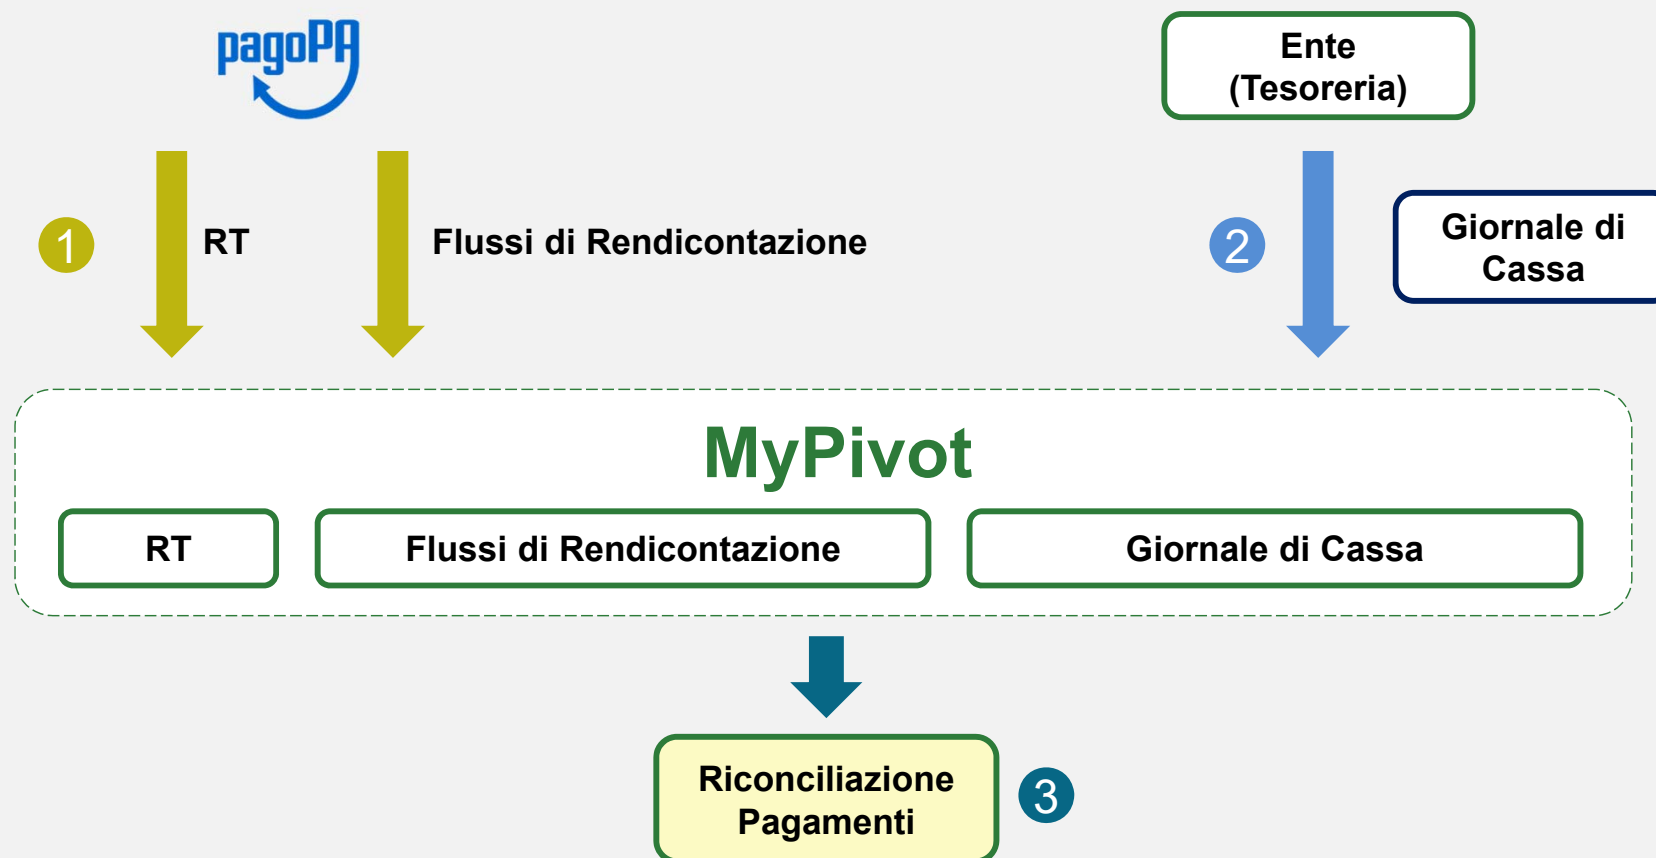 pagoPA
Ente
(Tesoreria)
1
RT
Flussi di Rendicontazione
2
Giornale di
Cassa
MyPivot
RT
Flussi di Rendicontazione
Giornale di Cassa
Riconciliazione
Pagamenti
3